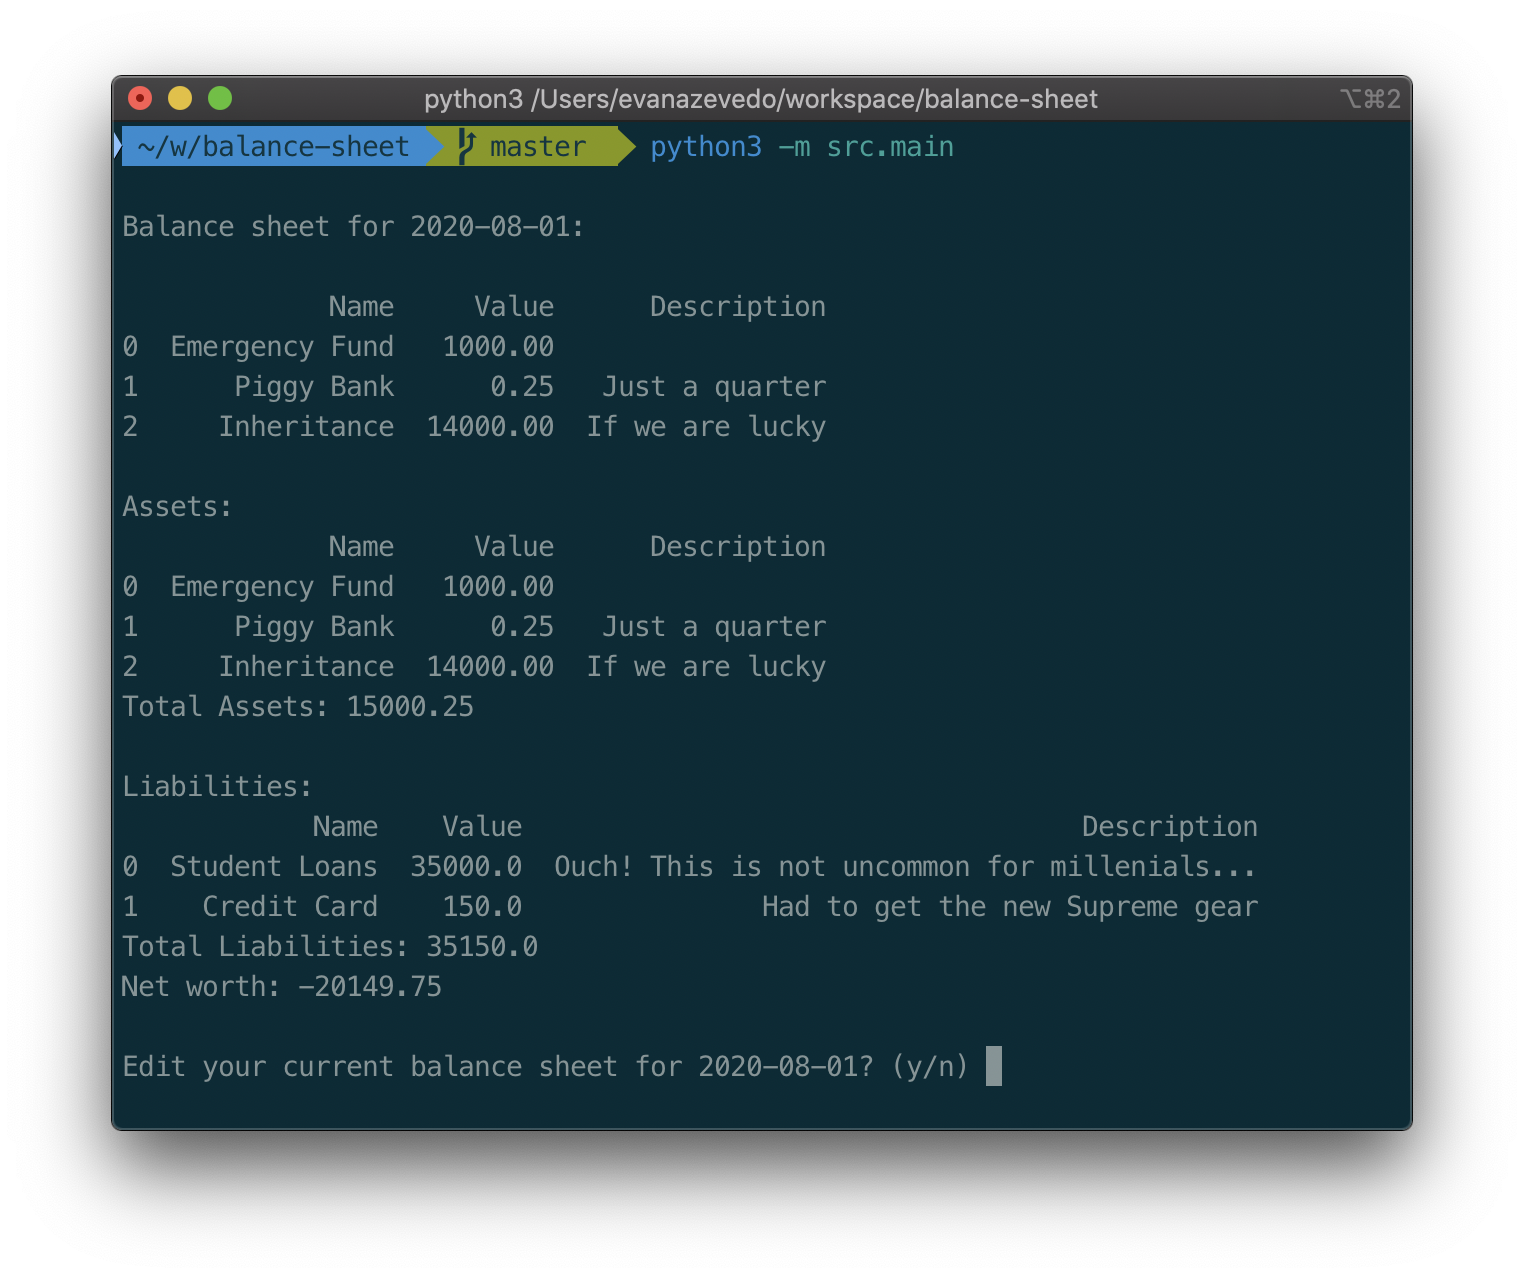 python3 /Users/evanazevedo/workspace/balance-sheet ⌥⌘2
~/w/balance-sheet master python3 -m src.main
Balance sheet for 2020-08-01:
Name Value Description
0 Emergency Fund 1000.00
1 Piggy Bank 0.25 Just a quarter
2 Inheritance 14000.00 If we are lucky
Assets:
Name Value Description
0 Emergency Fund 1000.00
1 Piggy Bank 0.25 Just a quarter
2 Inheritance 14000.00 If we are lucky
Total Assets: 15000.25
Liabilities:
Name Value Description
0 Student Loans 35000.0 Ouch! This is not uncommon for millenials...
1 Credit Card 150.0 Had to get the new Supreme gear
Total Liabilities: 35150.0
Net worth: -20149.75
Edit your current balance sheet for 2020-08-01? (y/n)